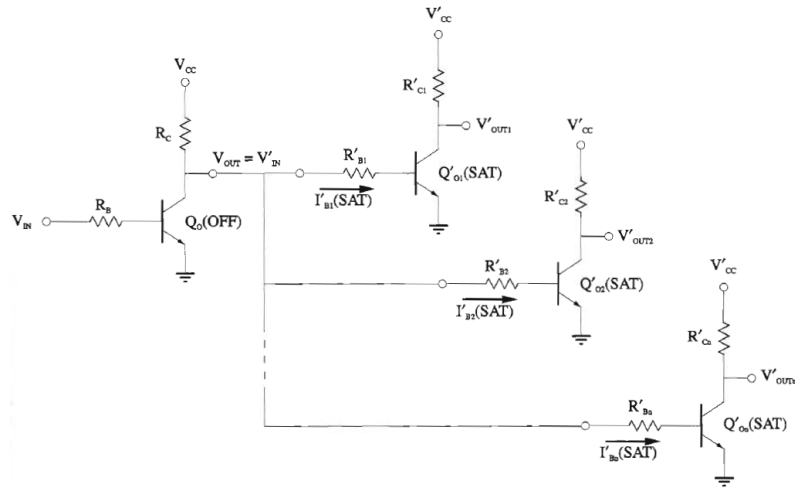 V'CC
R'C1
V'OUT1
VCC
RC
VOUT = V'IN
R'B1
Q'O1(SAT)
I'B1(SAT)
VIN
RB
QO(OFF)
V'CC
R'C2
V'OUT2
R'B2
Q'O2(SAT)
I'B2(SAT)
V'CC
R'Cn
V'OUTn
R'Bn
Q'On(SAT)
I'Bn(SAT)